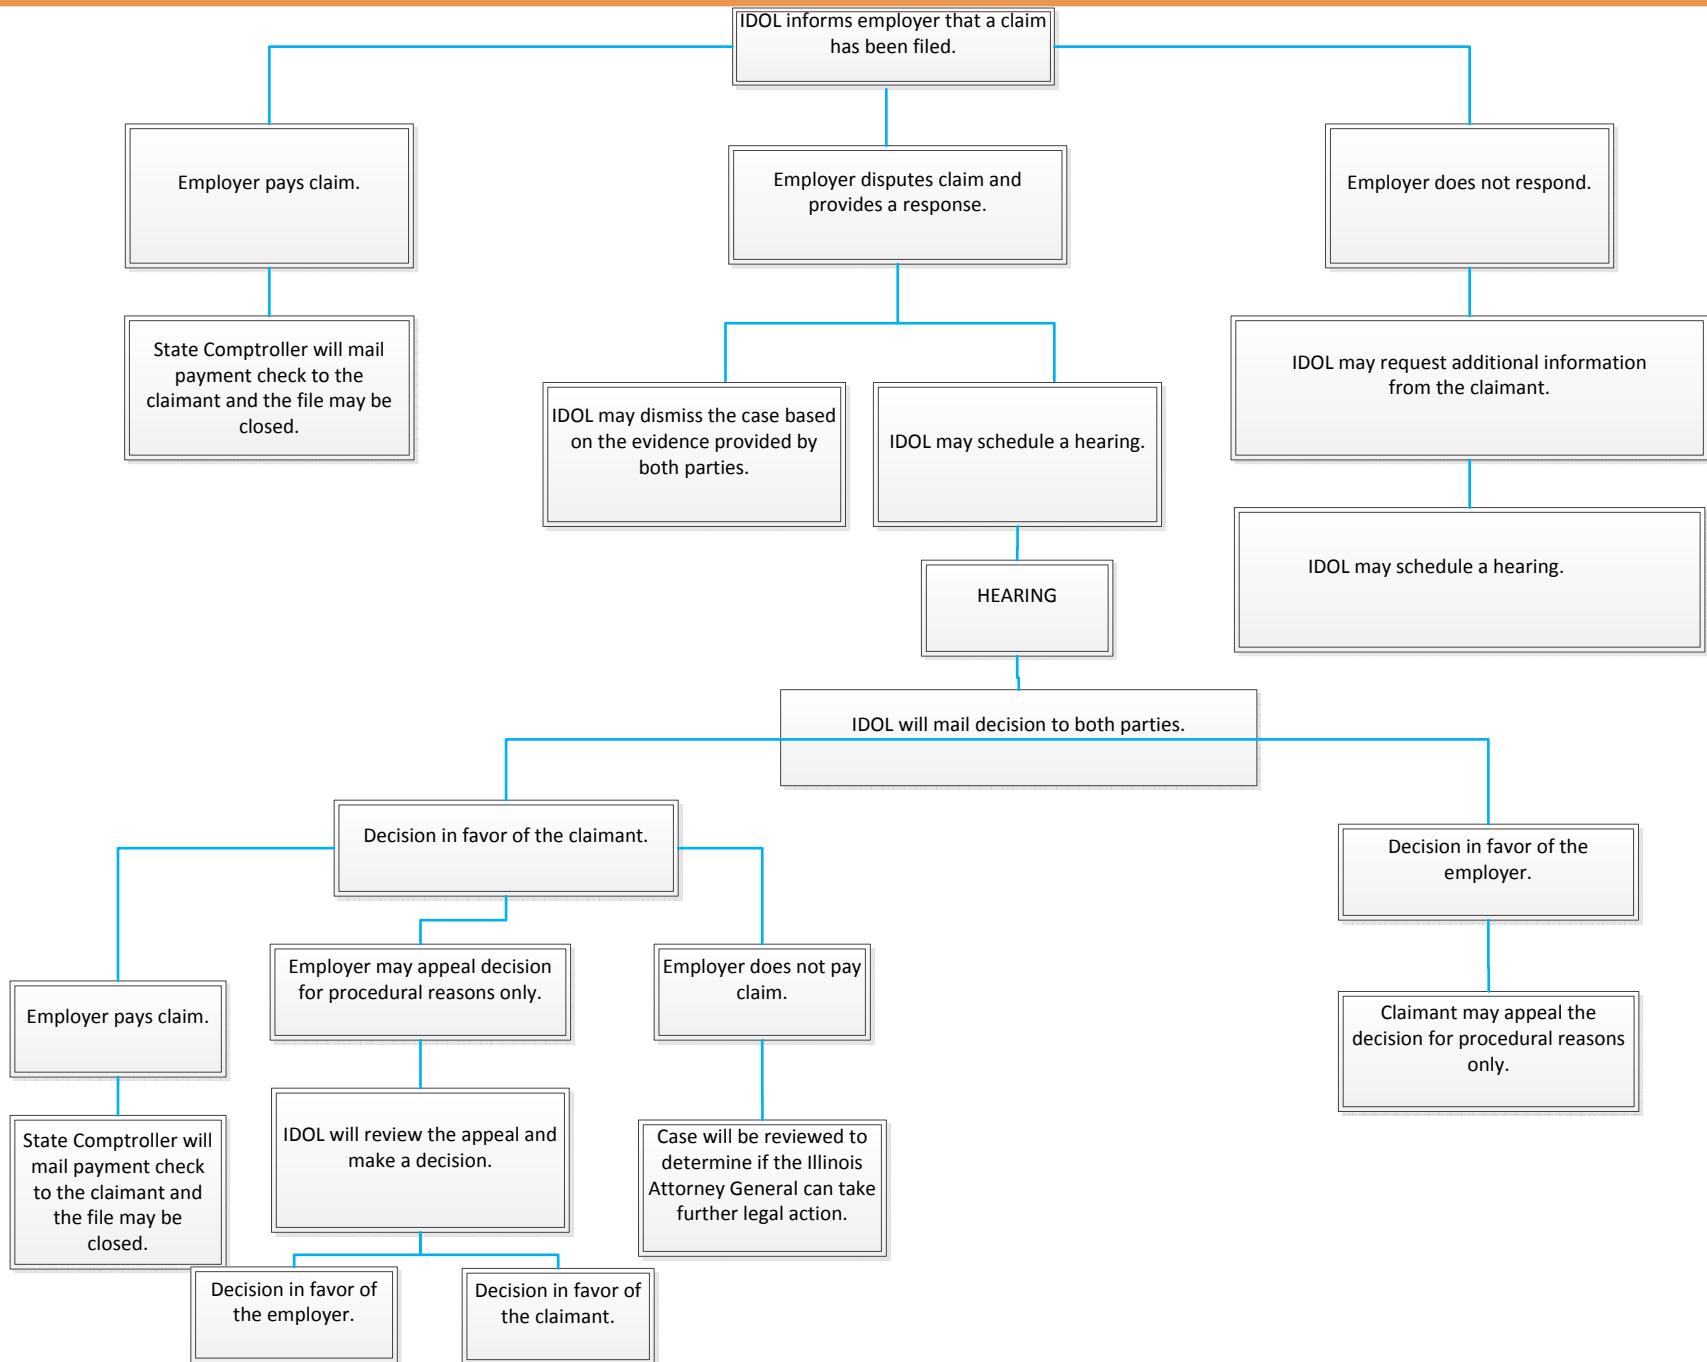 IDOL informs employer that a claim
has been filed.
Employer pays claim.
Employer disputes claim and
provides a response.
Employer does not respond.
State Comptroller will mail
payment check to the
claimant and the file may be
closed.
IDOL may dismiss the case based
on the evidence provided by
both parties.
IDOL may schedule a hearing.
IDOL may request additional information
from the claimant.
IDOL may schedule a hearing.
HEARING
IDOL will mail decision to both parties.
Decision in favor of the claimant.
Decision in favor of the
employer.
Employer pays claim.
Employer may appeal decision
for procedural reasons only.
Employer does not pay
claim.
Claimant may appeal the
decision for procedural reasons
only.
State Comptroller will
mail payment check
to the claimant and
the file may be
closed.
IDOL will review the appeal and
make a decision.
Case will be reviewed to
determine if the Illinois
Attorney General can take
further legal action.
Decision in favor of
the employer.
Decision in favor of
the claimant.